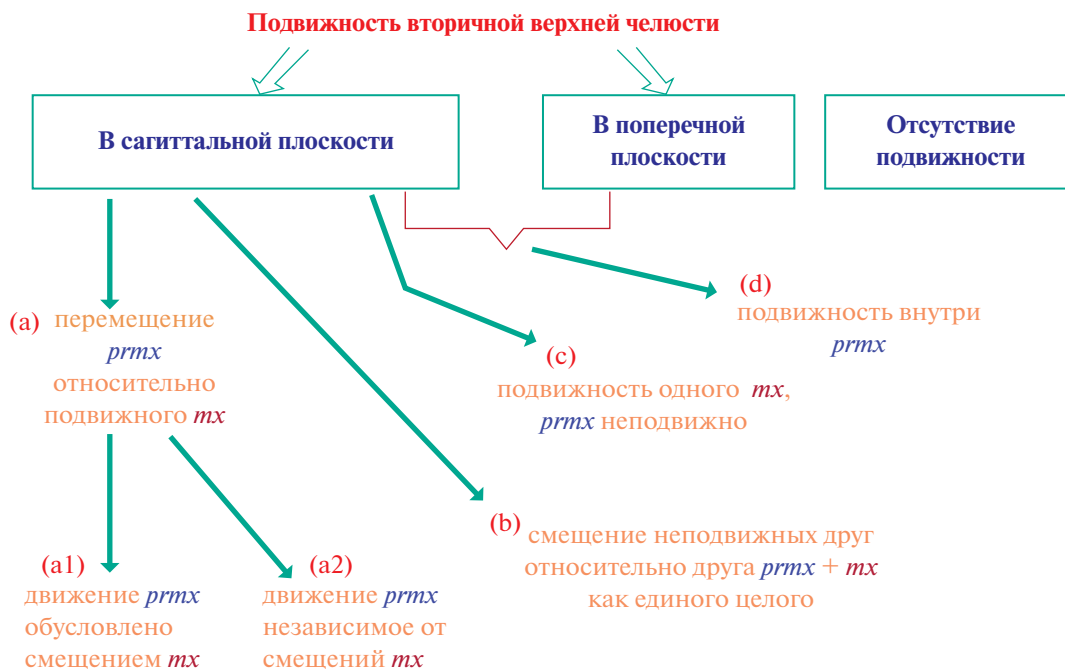 Подвижность вторичной верхней челюсти
В сагиттальной плоскости
В поперечной
плоскости
Отсутствие
подвижности
(a) перемещение
prmx
относительно
подвижного mx
(d)
подвижность внутри
prmx
(c)
подвижность одного mx,
prmx неподвижно
(b) смещение неподвижных друг
относительно друга prmx + mx
как единого целого
(a1)
движение prmx
обусловлено
смещением mx
(a2)
движение prmx
независимое от
смещений mx